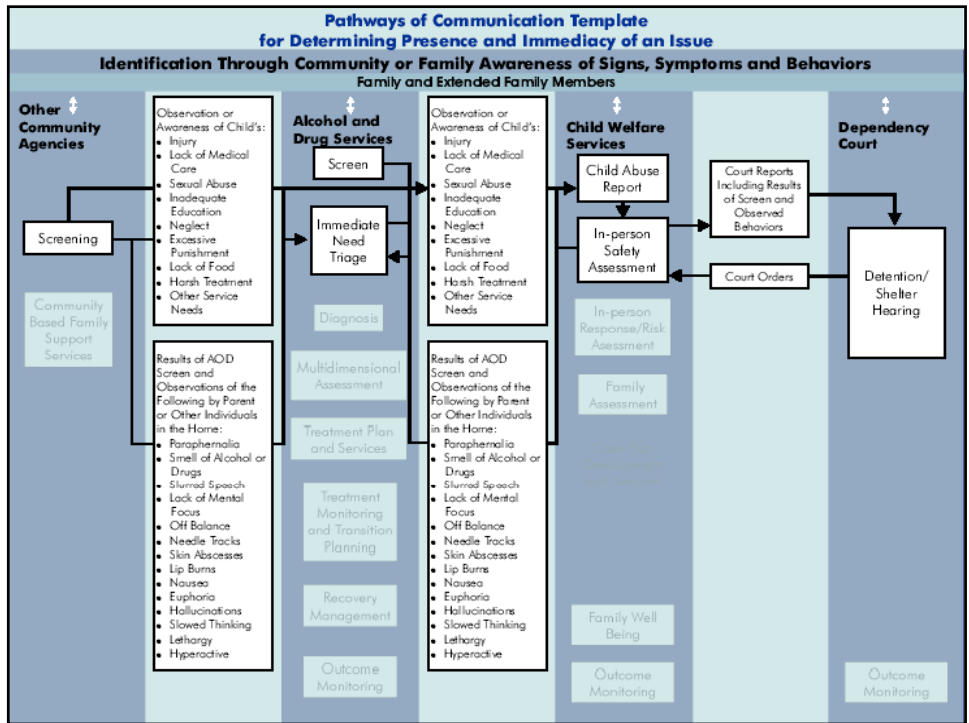 Pathways of Communication Template
for Determining Presence and Immediacy of an Issue
Identification Through Community or Family Awareness of Signs, Symptoms and Behaviors
Family and Extended Family Members
Other
Community
Agencies
Screening
Community
Based Family
Support
Services
Observation or
Awareness of Child's:
• Injury
• Lack of Medical
Care
• Sexual Abuse
• Inadequate
Education
• Neglect
• Excessive
Punishment
• Lack of Food
• Harsh Treatment
• Other Service
Needs
Results of AOD
Screen and
Observations of the
Following by Parent
or Other Individuals
in the Home:
• Paraphernalia
• Smell of Alcohol or
Drugs
• Slurred Speech
• Lack of Mental
Focus
• Off Balance
• Needle Tracks
• Skin Abscesses
• Lip Burns
• Nausea
• Euphoria
• Hallucinations
• Slowed Thinking
• Lethargy
• Hyperactive
Alcohol and
Drug Services
Screen
Immediate
Need
Triage
Diagnosis
Multidimensional
Assessment
Treatment Plan
and Services
Treatment
Monitoring
and Transition
Planning
Recovery
Management
Outcome
Monitoring
Observation or
Awareness of Child's:
• Injury
• Lack of Medical
Care
• Sexual Abuse
• Inadequate
Education
• Neglect
• Excessive
Punishment
• Lack of Food
• Harsh Treatment
• Other Service
Needs
Results of AOD
Screen and
Observations of the
Following by Parent
or Other Individuals
in the Home:
• Paraphernalia
• Smell of Alcohol or
Drugs
• Slurred Speech
• Lack of Mental
Focus
• Off Balance
• Needle Tracks
• Skin Abscesses
• Lip Burns
• Nausea
• Euphoria
• Hallucinations
• Slowed Thinking
• Lethargy
• Hyperactive
Child Welfare
Services
Child Abuse
Report
In-person
Safety
Assessment
In-person
Response/Risk
Asessment
Family
Assessment
Family Well
Being
Outcome
Monitoring
Court Reports
Including Results
of Screen and
Observed
Behaviors
Court Orders
Dependency
Court
Detention/
Shelter
Hearing
Outcome
Monitoring